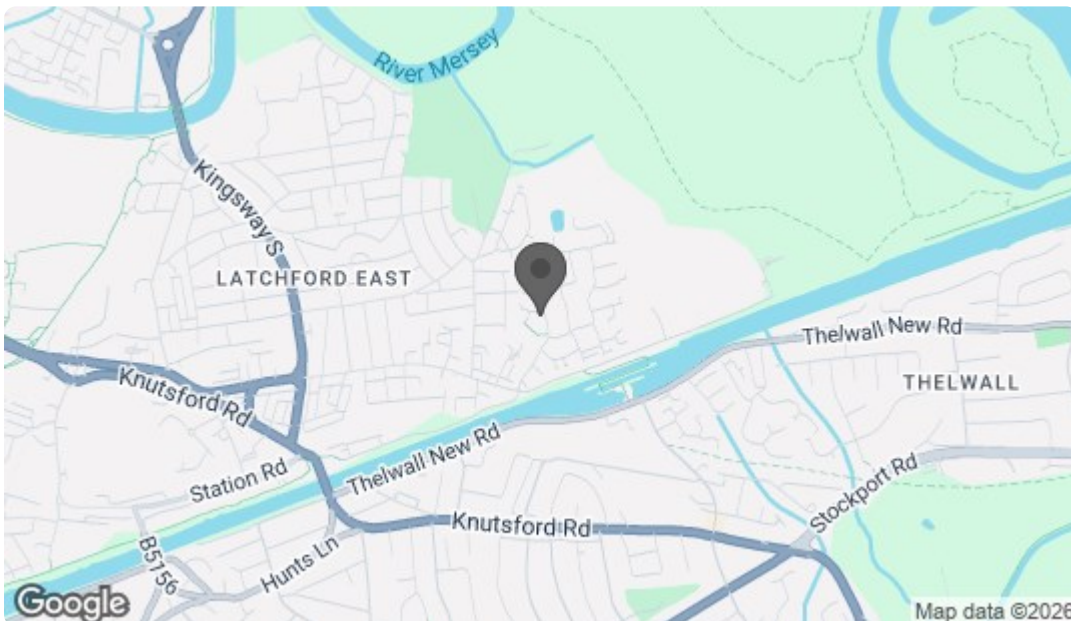 River Mersey
Kingsway S
LATCHFORD EAST
Thelwall New Rd
THELWALL
Knutsford Rd
Thelwall New Rd
Station Rd
Stockport Rd
Knutsford Rd
B5156
Hunts Ln
Google
Map data ©2026